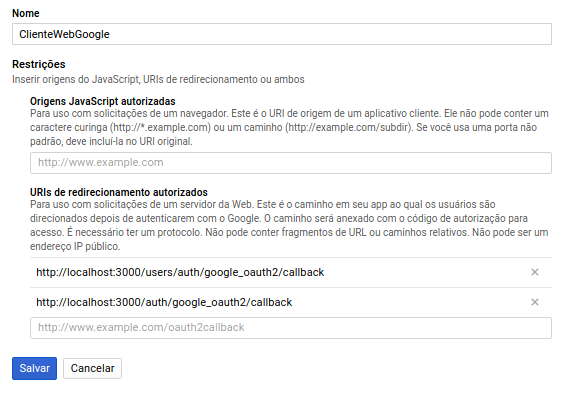 Nome
ClienteWebGoogle
Restrições
Inserir origens do JavaScript, URIs de redirecionamento ou ambos
Origens JavaScript autorizadas
Para uso com solicitações de um navegador. Este é o URI de origem de um aplicativo cliente. Ele não pode conter um
caractere curinga (http://*.example.com) ou um caminho (http://example.com/subdir). Se você usa uma porta não
padrão, deve incluí-la no URI original.
http://www.example.com
URIs de redirecionamento autorizados
Para uso com solicitações de um servidor da Web. Este é o caminho em seu app ao qual os usuários são
direcionados depois de autenticarem com o Google. O caminho será anexado com o código de autorização para
acesso. É necessário ter um protocolo. Não pode conter fragmentos de URL ou caminhos relativos. Não pode ser um
endereço IP público.
http://localhost:3000/users/auth/google_oauth2/callback
http://localhost:3000/auth/google_oauth2/callback
http://www.example.com/oauth2callback
Salvar Cancelar